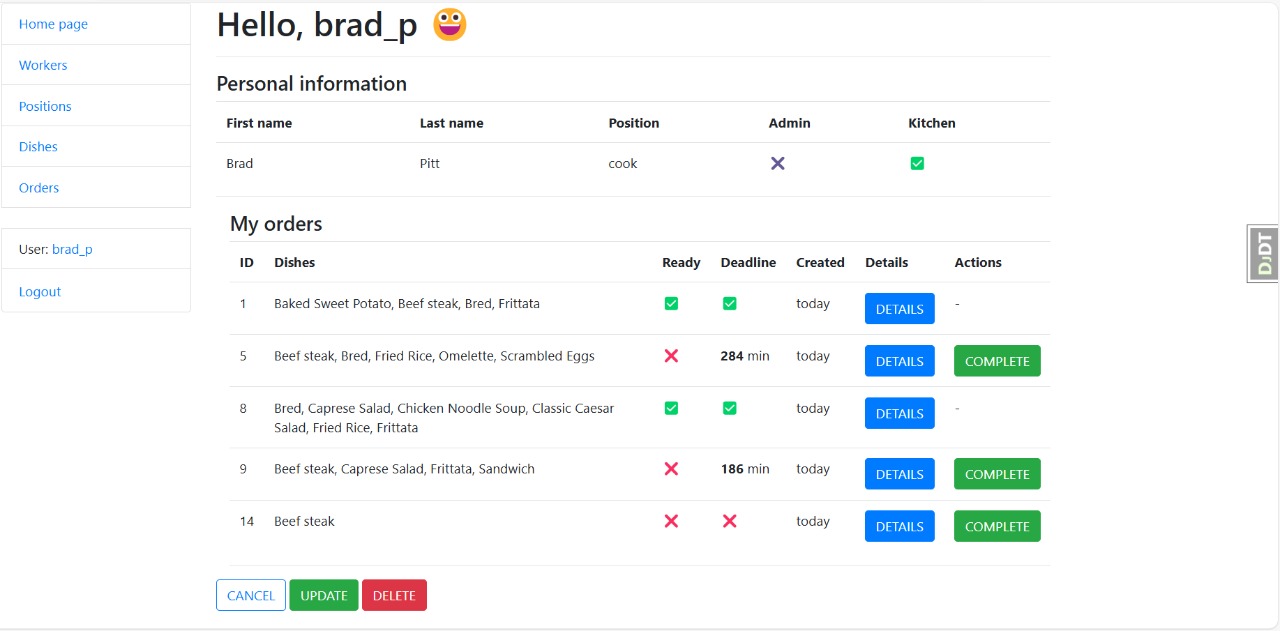 Home page
Workers
Positions
Dishes
Orders
User: brad_p
Logout
Hello, brad_p
Personal information
First name Last name Position Admin Kitchen
Brad Pitt cook
My orders
ID Dishes Ready Deadline Created Details Actions
1 Baked Sweet Potato, Beef steak, Bred, Frittata today DETAILS -
5 Beef steak, Bred, Fried Rice, Omelette, Scrambled Eggs 284 min today DETAILS COMPLETE
8 Bred, Caprese Salad, Chicken Noodle Soup, Classic Caesar today DETAILS -
Salad, Fried Rice, Frittata
9 Beef steak, Caprese Salad, Frittata, Sandwich 186 min today DETAILS COMPLETE
14 Beef steak today DETAILS COMPLETE
CANCEL UPDATE DELETE
DjDT